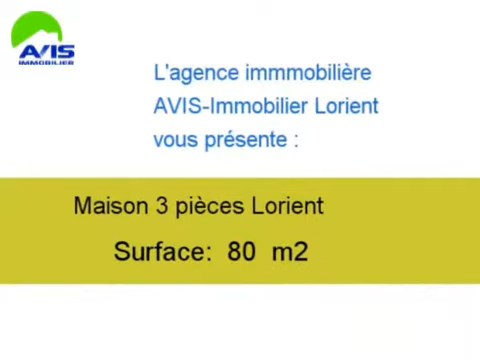 AVIS
IMMOBILIER
L'agence immmobilière
AVIS-Immobilier Lorient
vous présente :
Maison 3 pièces Lorient
Surface: 80 m2